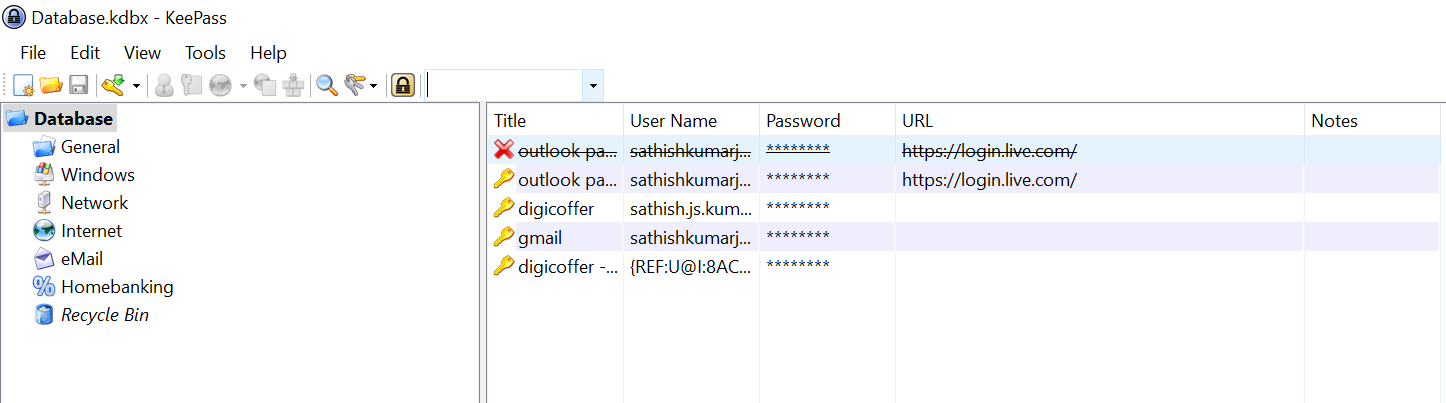 Database.kdbx - KeePass
File Edit View Tools Help
Database
General
Windows
Network
Internet
eMail
Homebanking
Recycle Bin
Title User Name Password URL Notes
outlook pa... sathishkumarj... ******** https://login.live.com/
outlook pa... sathishkumarj... ******** https://login.live.com/
digicoffer sathish.js.kum... ********
gmail sathishkumarj... ********
digicoffer -... {REF:U@I:8AC... ********